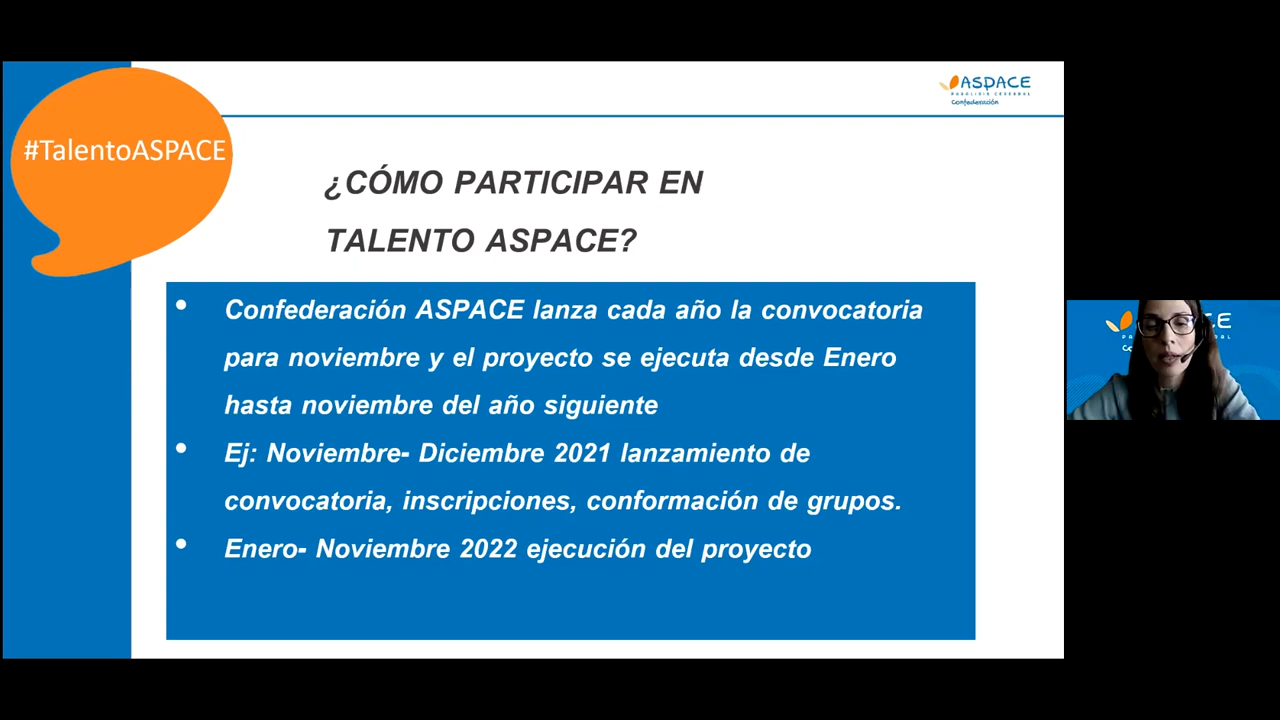 #TalentoASPACE
ASPACE
PARÁLISIS CEREBRAL
Confederación
¿CÓMO PARTICIPAR EN
TALENTO ASPACE?
• Confederación ASPACE lanza cada año la convocatoria
para noviembre y el proyecto se ejecuta desde Enero
hasta noviembre del año siguiente
• Ej: Noviembre- Diciembre 2021 lanzamiento de
convocatoria, inscripciones, conformación de grupos.
• Enero- Noviembre 2022 ejecución del proyecto